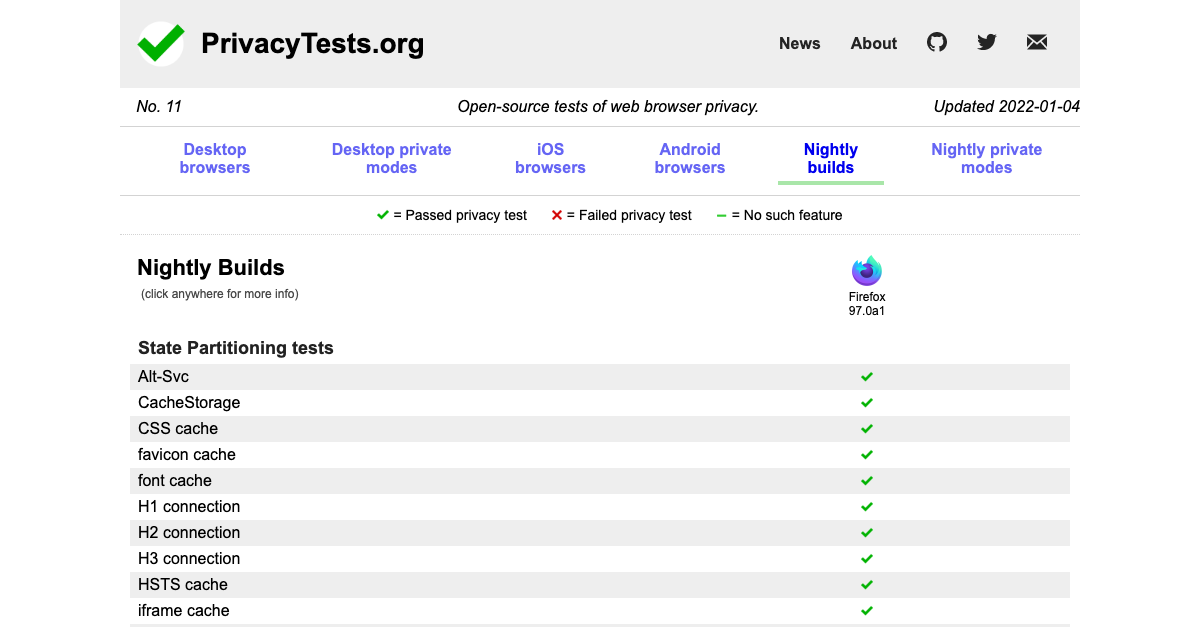 PrivacyTests.org
News About
No. 11 Open-source tests of web browser privacy. Updated 2022-01-04
Desktop browsers Desktop private modes iOS browsers Android browsers Nightly builds Nightly private modes
= Passed privacy test = Failed privacy test = No such feature
Nightly Builds
(click anywhere for more info)
Firefox
97.0a1
State Partitioning tests
Alt-Svc
CacheStorage
CSS cache
favicon cache
font cache
H1 connection
H2 connection
H3 connection
HSTS cache
iframe cache